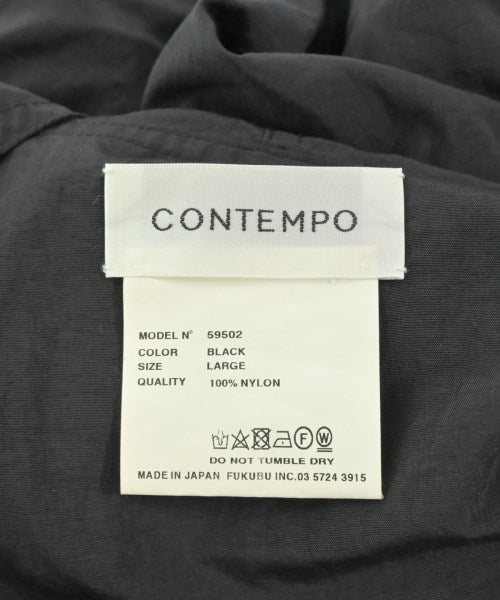 CONTEMPO
MODEL N° 59502
COLOR BLACK
SIZE LARGE
QUALITY 100% NYLON
F W
DO NOT TUMBLE DRY
MADE IN JAPAN FUKUBU INC. 03 5724 3915